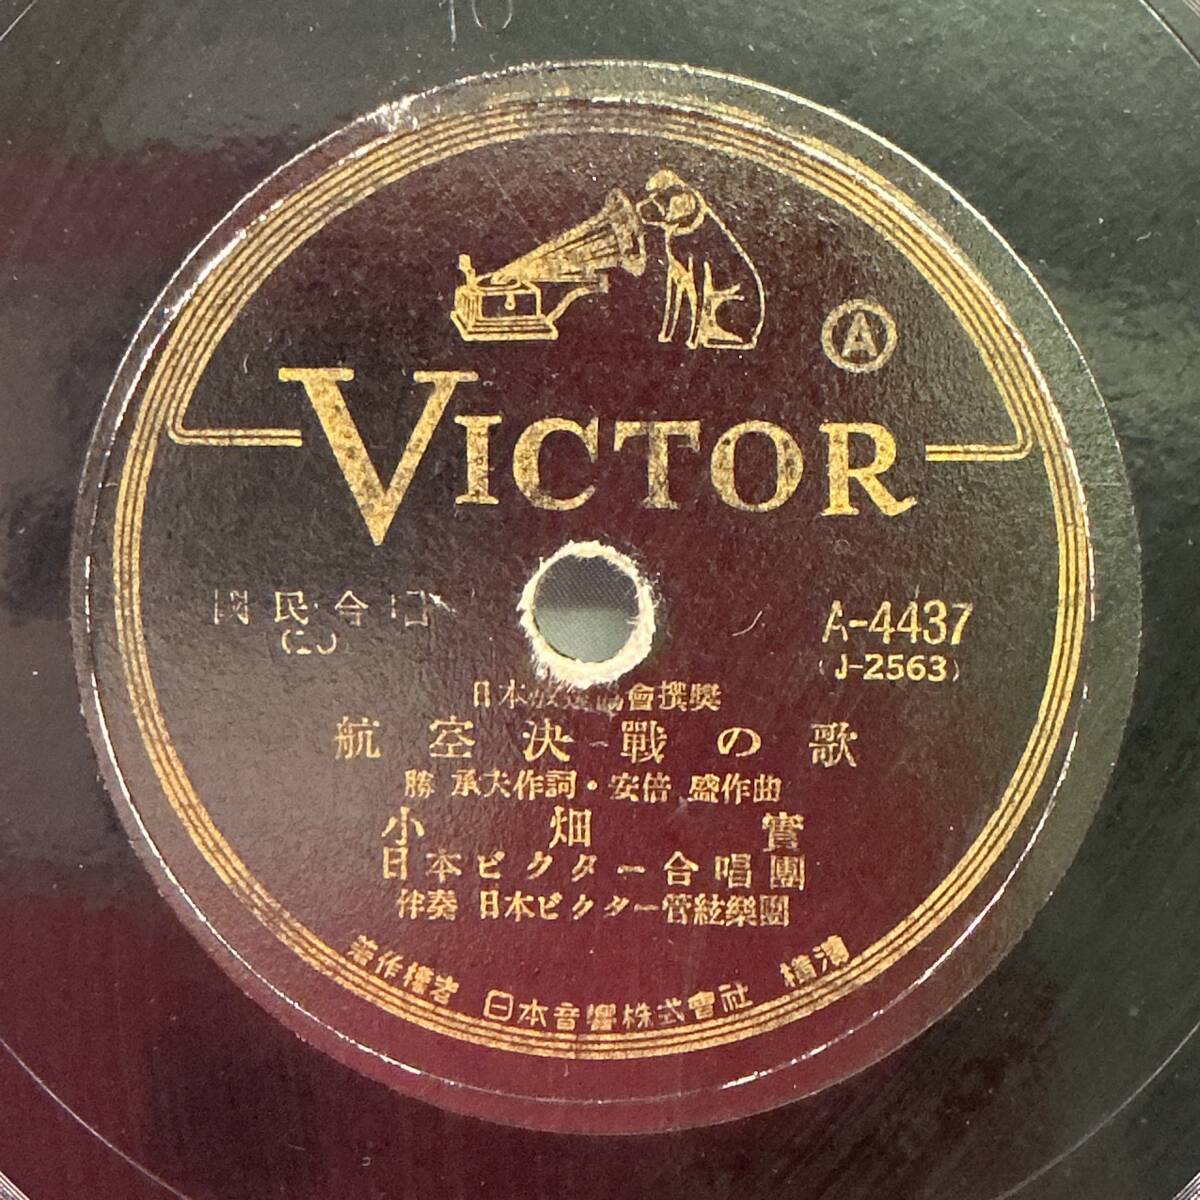 10
Ⓐ
VICTOR
國民合唱
A-4437
(J-2563)
日本放送協會撰奬
航空決戰の歌
勝 承夫作詞・安倍 盛作曲
小畑實
日本ビクター合唱團
伴奏 日本ビクター管絃樂團
著作權者 日本音響株式會社 横濱